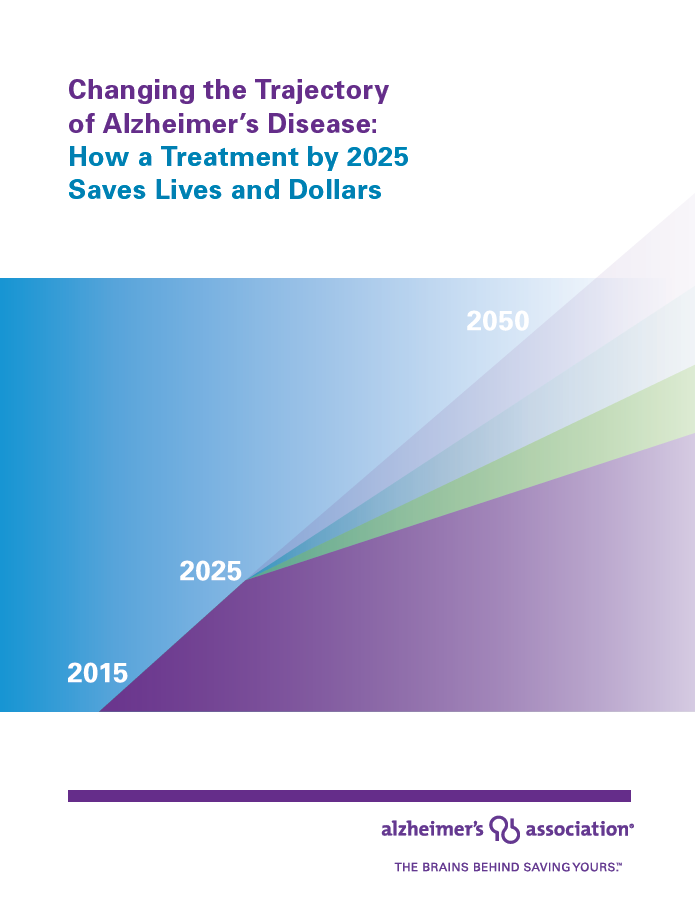 Changing the Trajectory
of Alzheimer’s Disease:
How a Treatment by 2025
Saves Lives and Dollars
2050
2025
2015
alzheimer’s association®
THE BRAINS BEHIND SAVING YOURS.™